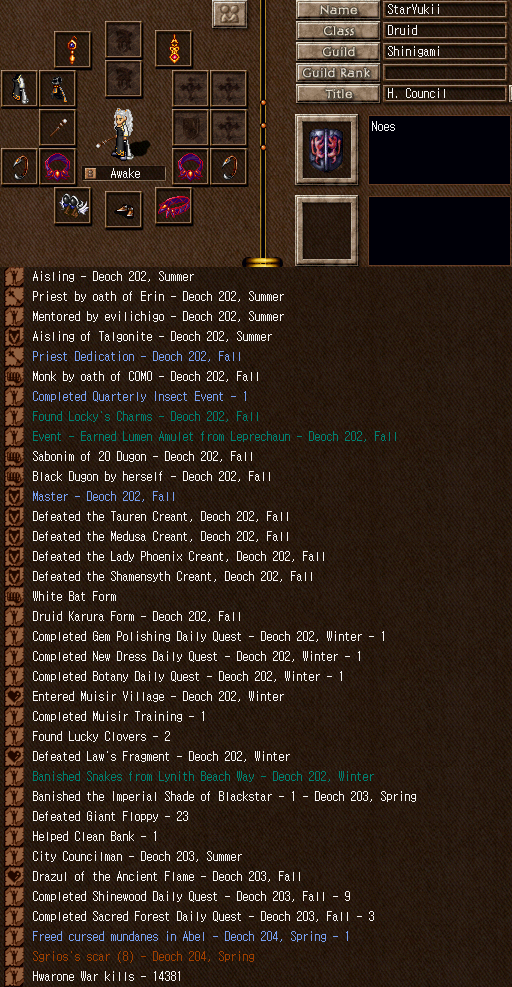 Name StarYukii
Class Druid
Guild Shinigami
Guild Rank
Title H. Council
Noes
Awake
Aisling - Deoch 202, Summer
Priest by oath of Erin - Deoch 202, Summer
Mentored by evilichigo - Deoch 202, Summer
Aisling of Talgonite - Deoch 202, Summer
Priest Dedication - Deoch 202, Fall
Monk by oath of COMO - Deoch 202, Fall
Completed Quarterly Insect Event - 1
Found Locky's Charms - Deoch 202, Fall
Event - Earned Lumen Amulet from Leprechaun - Deoch 202, Fall
Sabonim of 20 Dugon - Deoch 202, Fall
Black Dugon by herself - Deoch 202, Fall
Master - Deoch 202, Fall
Defeated the Tauren Creant, Deoch 202, Fall
Defeated the Medusa Creant, Deoch 202, Fall
Defeated the Lady Phoenix Creant, Deoch 202, Fall
Defeated the Shamensyth Creant, Deoch 202, Fall
White Bat Form
Druid Karura Form - Deoch 202, Fall
Completed Gem Polishing Daily Quest - Deoch 202, Winter - 1
Completed New Dress Daily Quest - Deoch 202, Winter - 1
Completed Botany Daily Quest - Deoch 202, Winter - 1
Entered Muisir Village - Deoch 202, Winter
Completed Muisir Training - 1
Found Lucky Clovers - 2
Defeated Law's Fragment - Deoch 202, Winter
Banished Snakes from Lynith Beach Way - Deoch 202, Winter
Banished the Imperial Shade of Blackstar - 1 - Deoch 203, Spring
Defeated Giant Floppy - 23
Helped Clean Bank - 1
City Councilman - Deoch 203, Summer
Drazul of the Ancient Flame - Deoch 203, Fall
Completed Shinewood Daily Quest - Deoch 203, Fall - 9
Completed Sacred Forest Daily Quest - Deoch 203, Fall - 3
Freed cursed mundanes in Abel - Deoch 204, Spring - 1
Sgrios's scar (8) - Deoch 204, Spring
Hwarone War kills - 14381